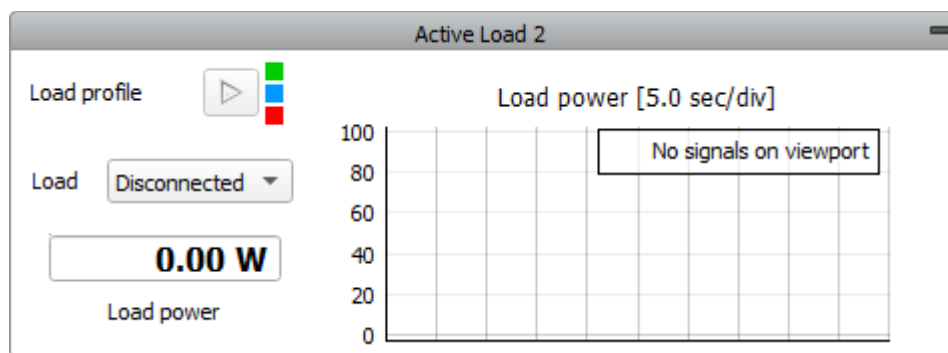 Active Load 2
Load profile
Load power [5.0 sec/div]
No signals on viewport
100
80
60
40
20
0
Load
Disconnected
0.00 W
Load power